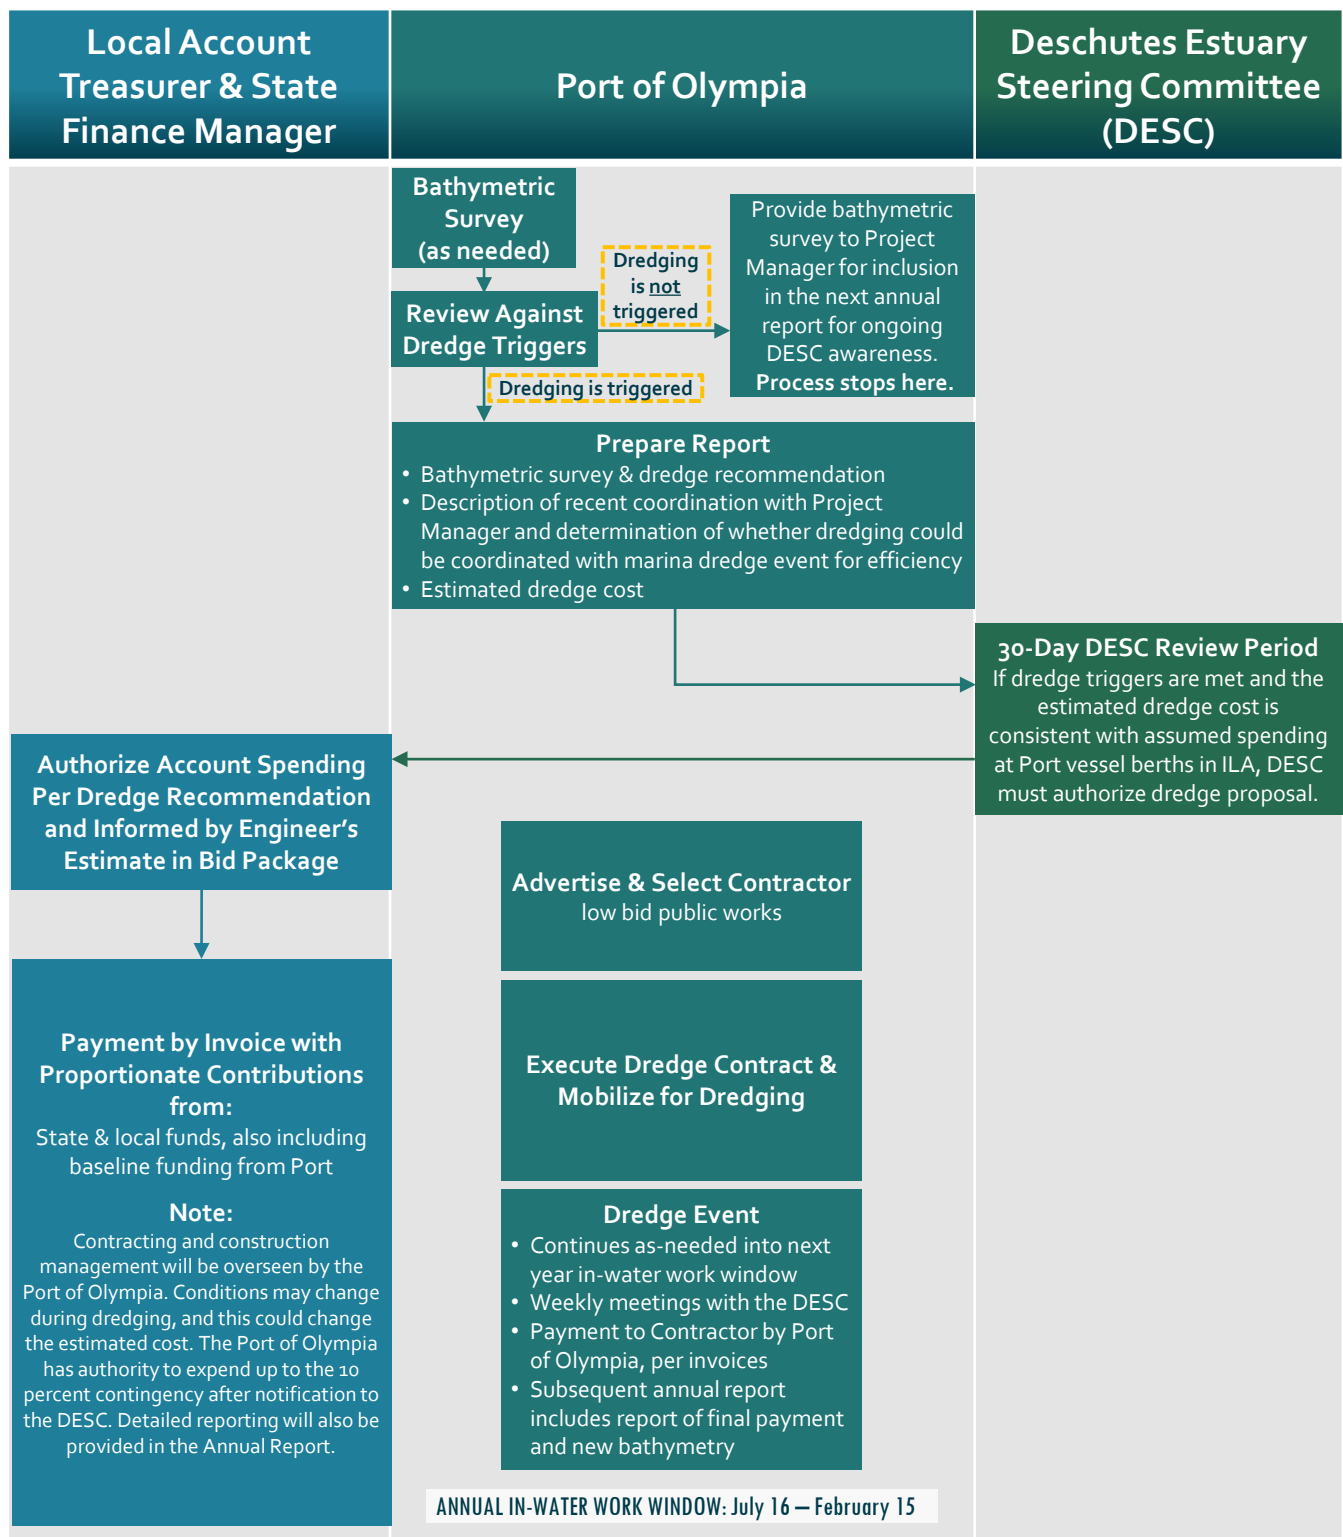 Local Account
Treasurer & State
Finance Manager
Port of Olympia
Deschutes Estuary
Steering Committee
(DESC)
Bathymetric
Survey
(as needed)
Dredging
is not
triggered
Provide bathymetric
survey to Project
Manager for inclusion
in the next annual
report for ongoing
DESC awareness.
Process stops here.
Review Against
Dredge Triggers
Dredging is triggered
Prepare Report
• Bathymetric survey & dredge recommendation
• Description of recent coordination with Project
Manager and determination of whether dredging could
be coordinated with marina dredge event for efficiency
• Estimated dredge cost
30-Day DESC Review Period
If dredge triggers are met and the
estimated dredge cost is
consistent with assumed spending
at Port vessel berths in ILA, DESC
must authorize dredge proposal.
Authorize Account Spending
Per Dredge Recommendation
and Informed by Engineer's
Estimate in Bid Package
Advertise & Select Contractor
low bid public works
Payment by Invoice with
Proportionate Contributions
from:
State & local funds, also including
baseline funding from Port
Note:
Contracting and construction
management will be overseen by the
Port of Olympia. Conditions may change
during dredging, and this could change
the estimated cost. The Port of Olympia
has authority to expend up to the 10
percent contingency after notification to
the DESC. Detailed reporting will also be
provided in the Annual Report.
Execute Dredge Contract &
Mobilize for Dredging
Dredge Event
• Continues as-needed into next
year in-water work window
• Weekly meetings with the DESC
• Payment to Contractor by Port
of Olympia, per invoices
• Subsequent annual report
includes report of final payment
and new bathymetry
ANNUAL IN-WATER WORK WINDOW: July 16 — February 15